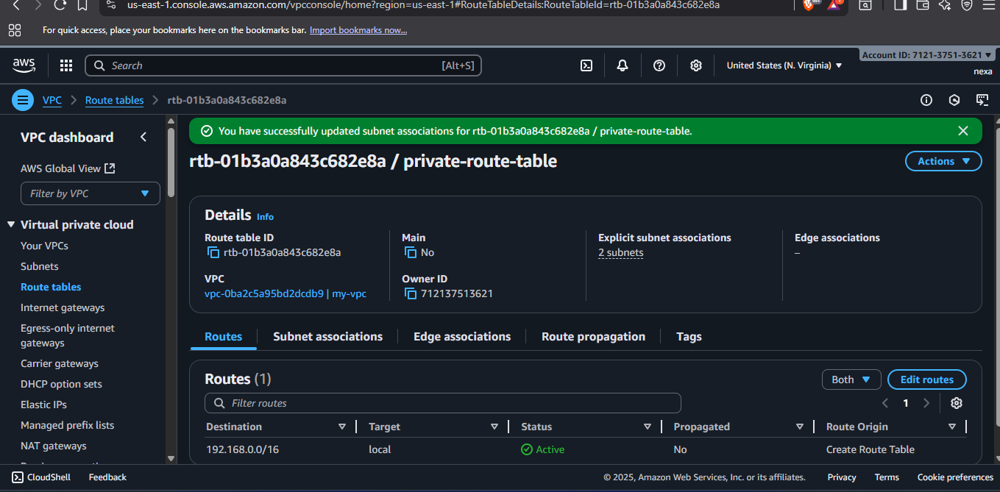 us-east-1.console.aws.amazon.com/vpcconsole/home?region=us-east-1#RouteTableDetails:RouteTableId=rtb-01b3a0a843c682e8a
For quick access, place your bookmarks here on the bookmarks bar. Import bookmarks now...
aws
Search [Alt+S]
United States (N. Virginia)
Account ID: 7121-3751-3621
nexa
VPC > Route tables > rtb-01b3a0a843c682e8a
VPC dashboard
AWS Global View
Filter by VPC
Virtual private cloud
Your VPCs
Subnets
Route tables
Internet gateways
Egress-only internet
gateways
Carrier gateways
DHCP option sets
Elastic IPs
Managed prefix lists
NAT gateways
You have successfully updated subnet associations for rtb-01b3a0a843c682e8a / private-route-table.
rtb-01b3a0a843c682e8a / private-route-table
Actions
Details Info
Route table ID
rtb-01b3a0a843c682e8a
Main
No
Explicit subnet associations
2 subnets
Edge associations
–
VPC
vpc-0ba2c5a95bd2dcdb9 | my-vpc
Owner ID
712137513621
Routes Subnet associations Edge associations Route propagation Tags
Routes (1)
Both Edit routes
Filter routes
1
Destination Target Status Propagated Route Origin
192.168.0.0/16 local Active No Create Route Table
CloudShell Feedback © 2025, Amazon Web Services, Inc. or its affiliates. Privacy Terms Cookie preferences